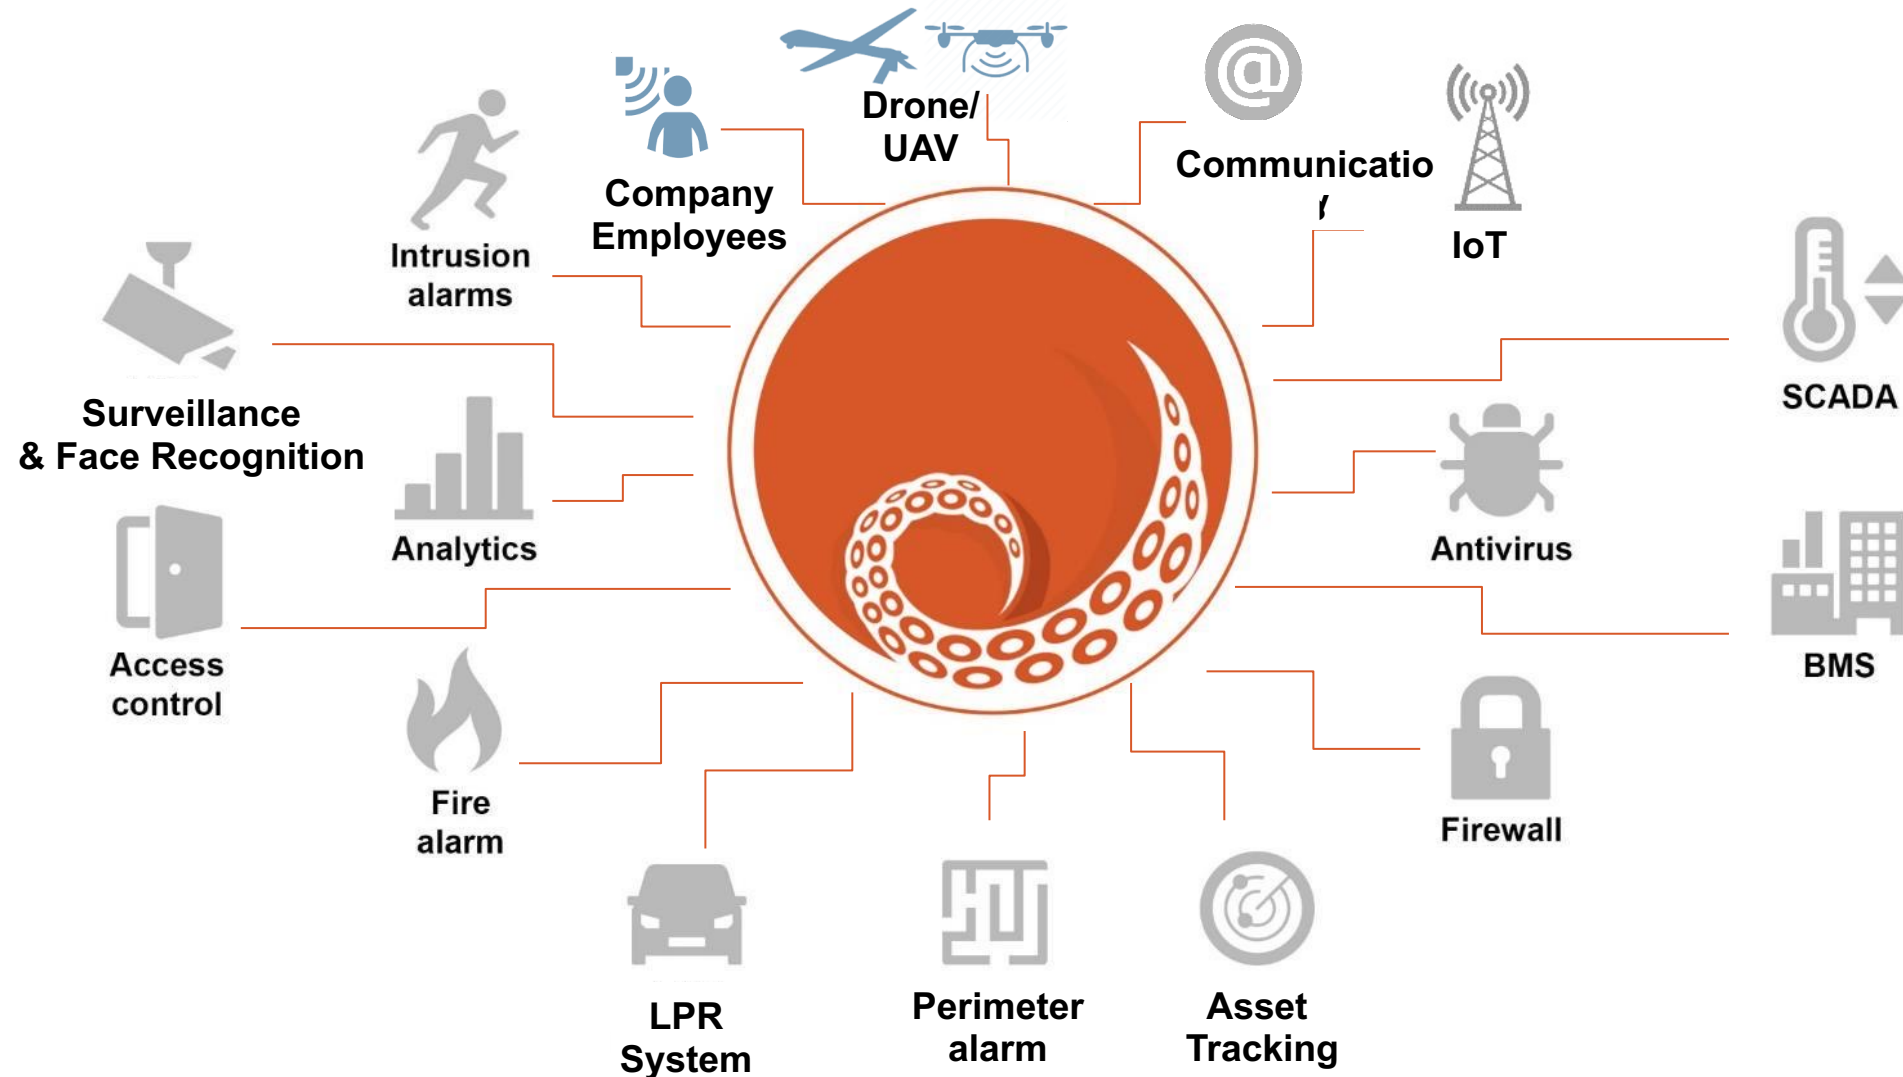 Drone/
UAV
Communicatio
Company
Employees
IoT
Intrusion
alarms
SCADA
Surveillance
& Face Recognition
Analytics
Antivirus
Access
control
BMS
Fire
alarm
Firewall
LPR
System
Perimeter
alarm
Asset
Tracking